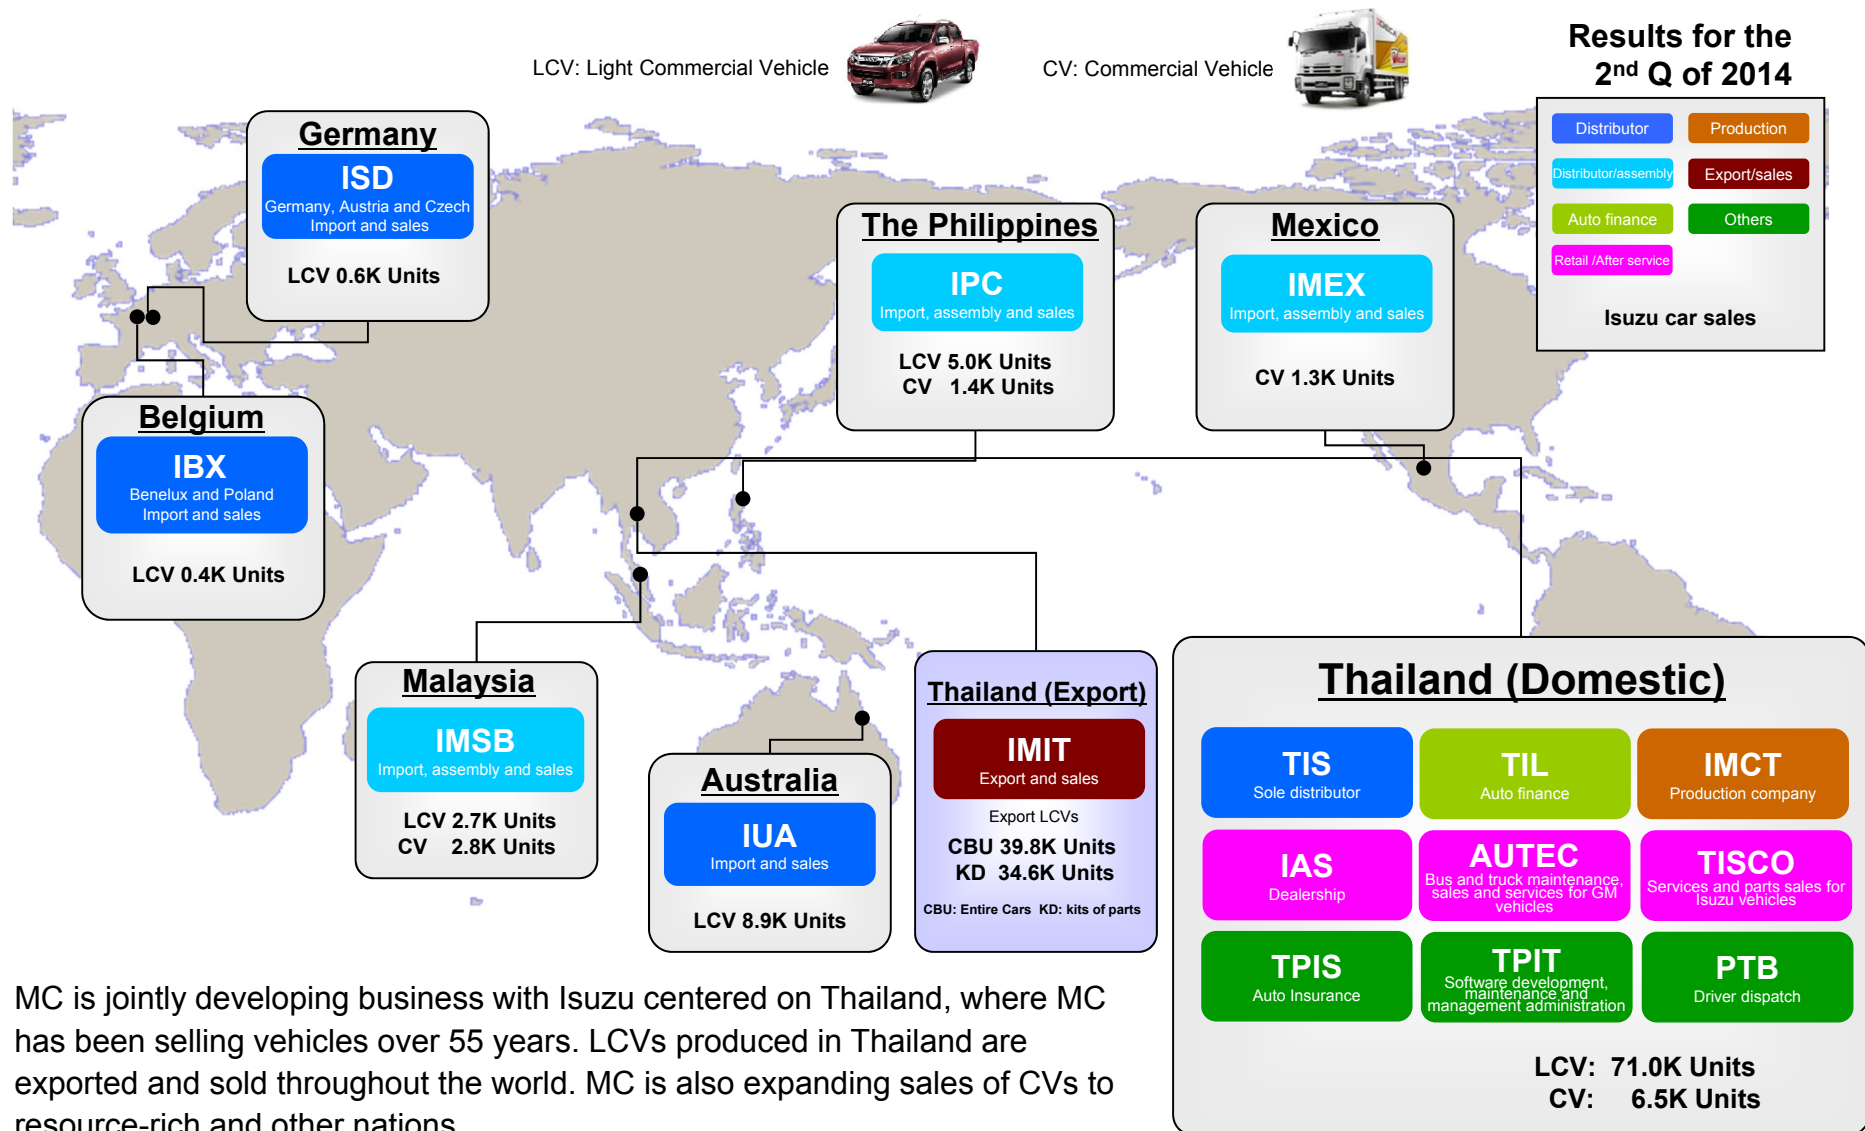 LCV: Light Commercial Vehicle
CV: Commercial Vehicle
Results for the
2nd Q of 2014
Distributor
Production
Distributor/assembly
Export/sales
Auto finance
Others
Retail /After service
Isuzu car sales
Germany
ISD
Germany, Austria and Czech
Import and sales
LCV 0.6K Units
The Philippines
IPC
Import, assembly and sales
LCV 5.0K Units
CV 1.4K Units
Mexico
IMEX
Import, assembly and sales
CV 1.3K Units
Belgium
IBX
Benelux and Poland
Import and sales
LCV 0.4K Units
Malaysia
IMSB
Import, assembly and sales
LCV 2.7K Units
CV 2.8K Units
Australia
IUA
Import and sales
LCV 8.9K Units
Thailand (Export)
IMIT
Export and sales
Export LCVs
CBU 39.8K Units
KD 34.6K Units
CBU: Entire Cars KD: kits of parts
Thailand (Domestic)
TIS
Sole distributor
TIL
Auto finance
IMCT
Production company
IAS
Dealership
AUTEC
Bus and truck maintenance,
sales and services for GM
vehicles
TISCO
Services and parts sales for
Isuzu vehicles
TPIS
Auto Insurance
TPIT
Software development,
maintenance and
management administration
PTB
Driver dispatch
LCV: 71.0K Units
CV: 6.5K Units
MC is jointly developing business with Isuzu centered on Thailand, where MC
has been selling vehicles over 55 years. LCVs produced in Thailand are
exported and sold throughout the world. MC is also expanding sales of CVs to
resource-rich and other nations